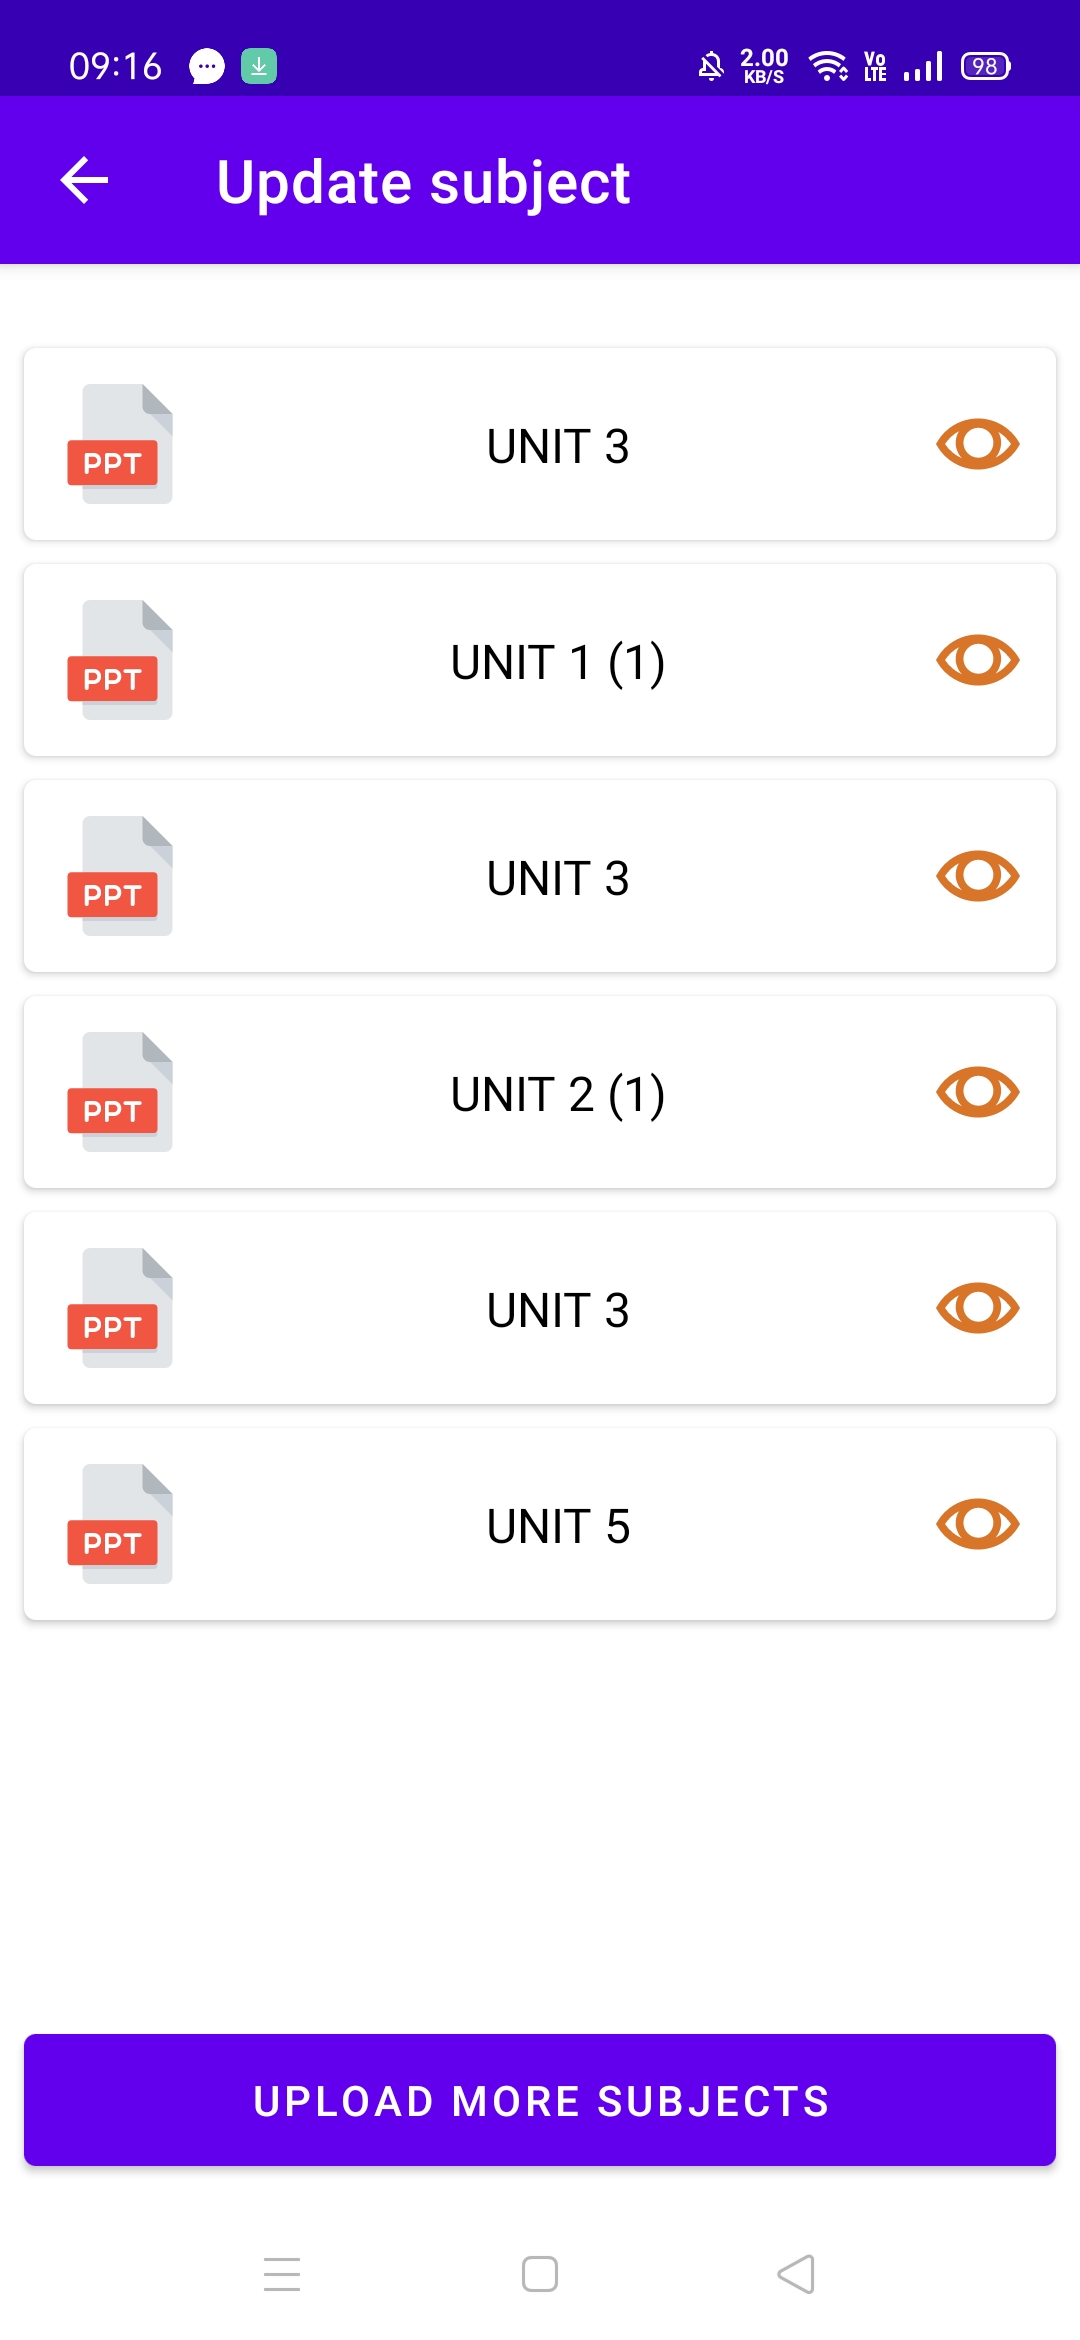 09:16 2.00 KB/S Vo LTE 98
Update subject
PPT UNIT 3
PPT UNIT 1 (1)
PPT UNIT 3
PPT UNIT 2 (1)
PPT UNIT 3
PPT UNIT 5
UPLOAD MORE SUBJECTS